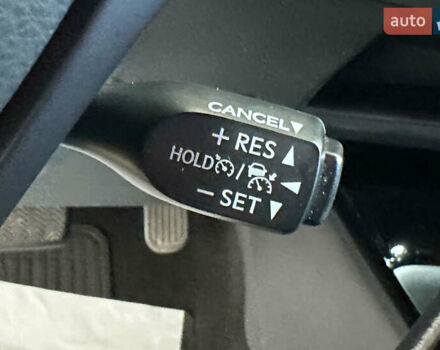 auto
CANCEL▼
+ RES ▲
HOLD / ◀
− SET ▼